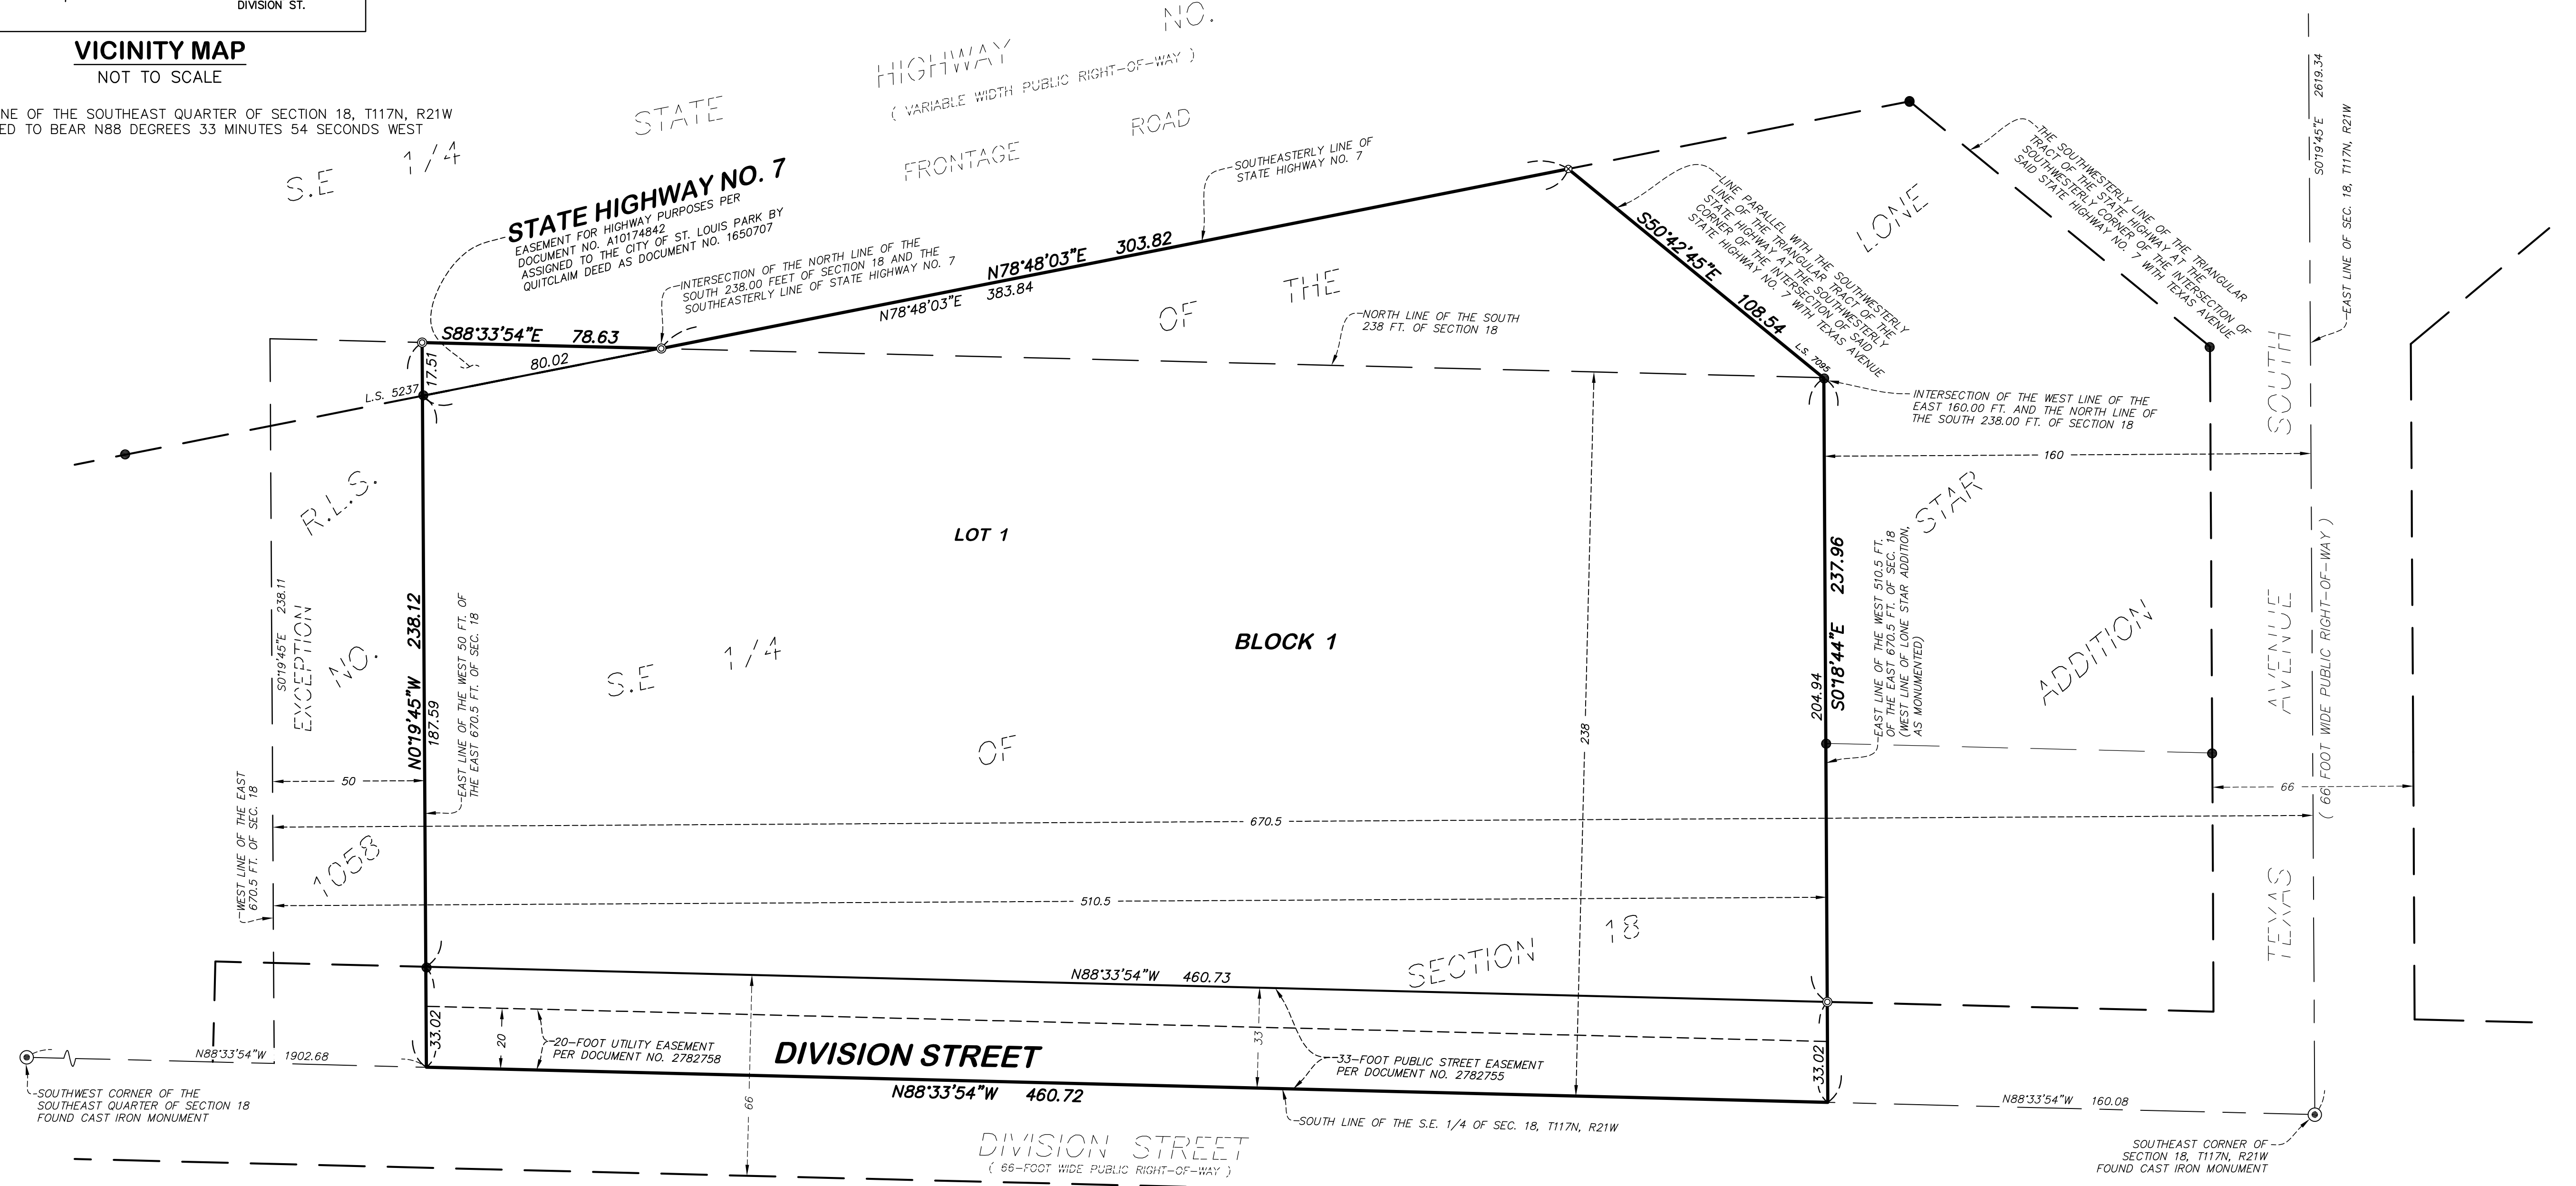 DIVISION ST.
VICINITY MAP
NOT TO SCALE
NE OF THE SOUTHEAST QUARTER OF SECTION 18, T117N, R21W
ED TO BEAR N88 DEGREES 33 MINUTES 54 SECONDS WEST
S.E 1/4
STATE HIGHWAY NO.
( VARIABLE WIDTH PUBLIC RIGHT-OF-WAY )
FRONTAGE ROAD
STATE HIGHWAY NO. 7
EASEMENT FOR HIGHWAY PURPOSES PER
DOCUMENT NO. A10174842
ASSIGNED TO THE CITY OF ST. LOUIS PARK BY
QUITCLAIM DEED AS DOCUMENT NO. 1650707
INTERSECTION OF THE NORTH LINE OF THE
SOUTH 238.00 FEET OF SECTION 18 AND THE
SOUTHEASTERLY LINE OF STATE HIGHWAY NO. 7
SOUTHEASTERLY LINE OF
STATE HIGHWAY NO. 7
N78°48'03"E 303.82
N78°48'03"E 383.84
S88°33'54"E 78.63
80.02
17.51
L.S. 5237
OF THE
NORTH LINE OF THE SOUTH
238 FT. OF SECTION 18
LINE PARALLEL WITH THE SOUTHWESTERLY
LINE OF THE TRIANGULAR TRACT OF THE
STATE HIGHWAY AT THE SOUTHWESTERLY
CORNER OF THE INTERSECTION OF SAID
STATE HIGHWAY NO. 7 WITH TEXAS AVENUE
S50°42'45"E 108.54
L.S. 7095
THE SOUTHWESTERLY LINE OF THE TRIANGULAR
TRACT OF THE STATE HIGHWAY AT THE
SOUTHWESTERLY CORNER OF THE INTERSECTION OF
SAID STATE HIGHWAY NO. 7 WITH TEXAS AVENUE
S0°19'45"E 2619.34
EAST LINE OF SEC. 18, T117N, R21W
INTERSECTION OF THE WEST LINE OF THE
EAST 160.00 FT. AND THE NORTH LINE OF
THE SOUTH 238.00 FT. OF SECTION 18
160
LONE STAR ADDITION
TEXAS AVENUE SOUTH
( 66 FOOT WIDE PUBLIC RIGHT-OF-WAY )
66
R.L.S. NO. 1058
EXCEPTION
S0°19'45"E 238.11
50
WEST LINE OF THE EAST
670.5 FT. OF SEC. 18
N0°19'45"W 238.12
187.59
EAST LINE OF THE WEST 50 FT. OF
THE EAST 670.5 FT. OF SEC. 18
LOT 1
BLOCK 1
S.E 1/4
OF
SECTION 18
238
S0°18'44"E 237.96
204.94
EAST LINE OF THE WEST 510.5 FT.
OF THE EAST 670.5 FT. OF SEC. 18
(WEST LINE OF LONE STAR ADDITION,
AS MONUMENTED)
670.5
510.5
N88°33'54"W 460.73
33.02
20
20-FOOT UTILITY EASEMENT
PER DOCUMENT NO. 2782758
DIVISION STREET
33
33-FOOT PUBLIC STREET EASEMENT
PER DOCUMENT NO. 2782755
33.02
N88°33'54"W 460.72
N88°33'54"W 1902.68
SOUTHWEST CORNER OF THE
SOUTHEAST QUARTER OF SECTION 18
FOUND CAST IRON MONUMENT
66
SOUTH LINE OF THE S.E. 1/4 OF SEC. 18, T117N, R21W
DIVISION STREET
( 66-FOOT WIDE PUBLIC RIGHT-OF-WAY )
N88°33'54"W 160.08
SOUTHEAST CORNER OF
SECTION 18, T117N, R21W
FOUND CAST IRON MONUMENT